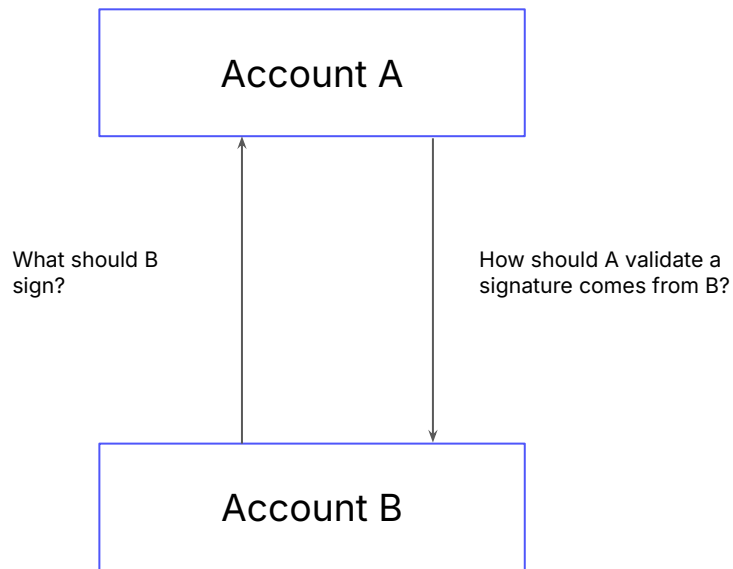 Account A
What should B
sign?
How should A validate a
signature comes from B?
Account B